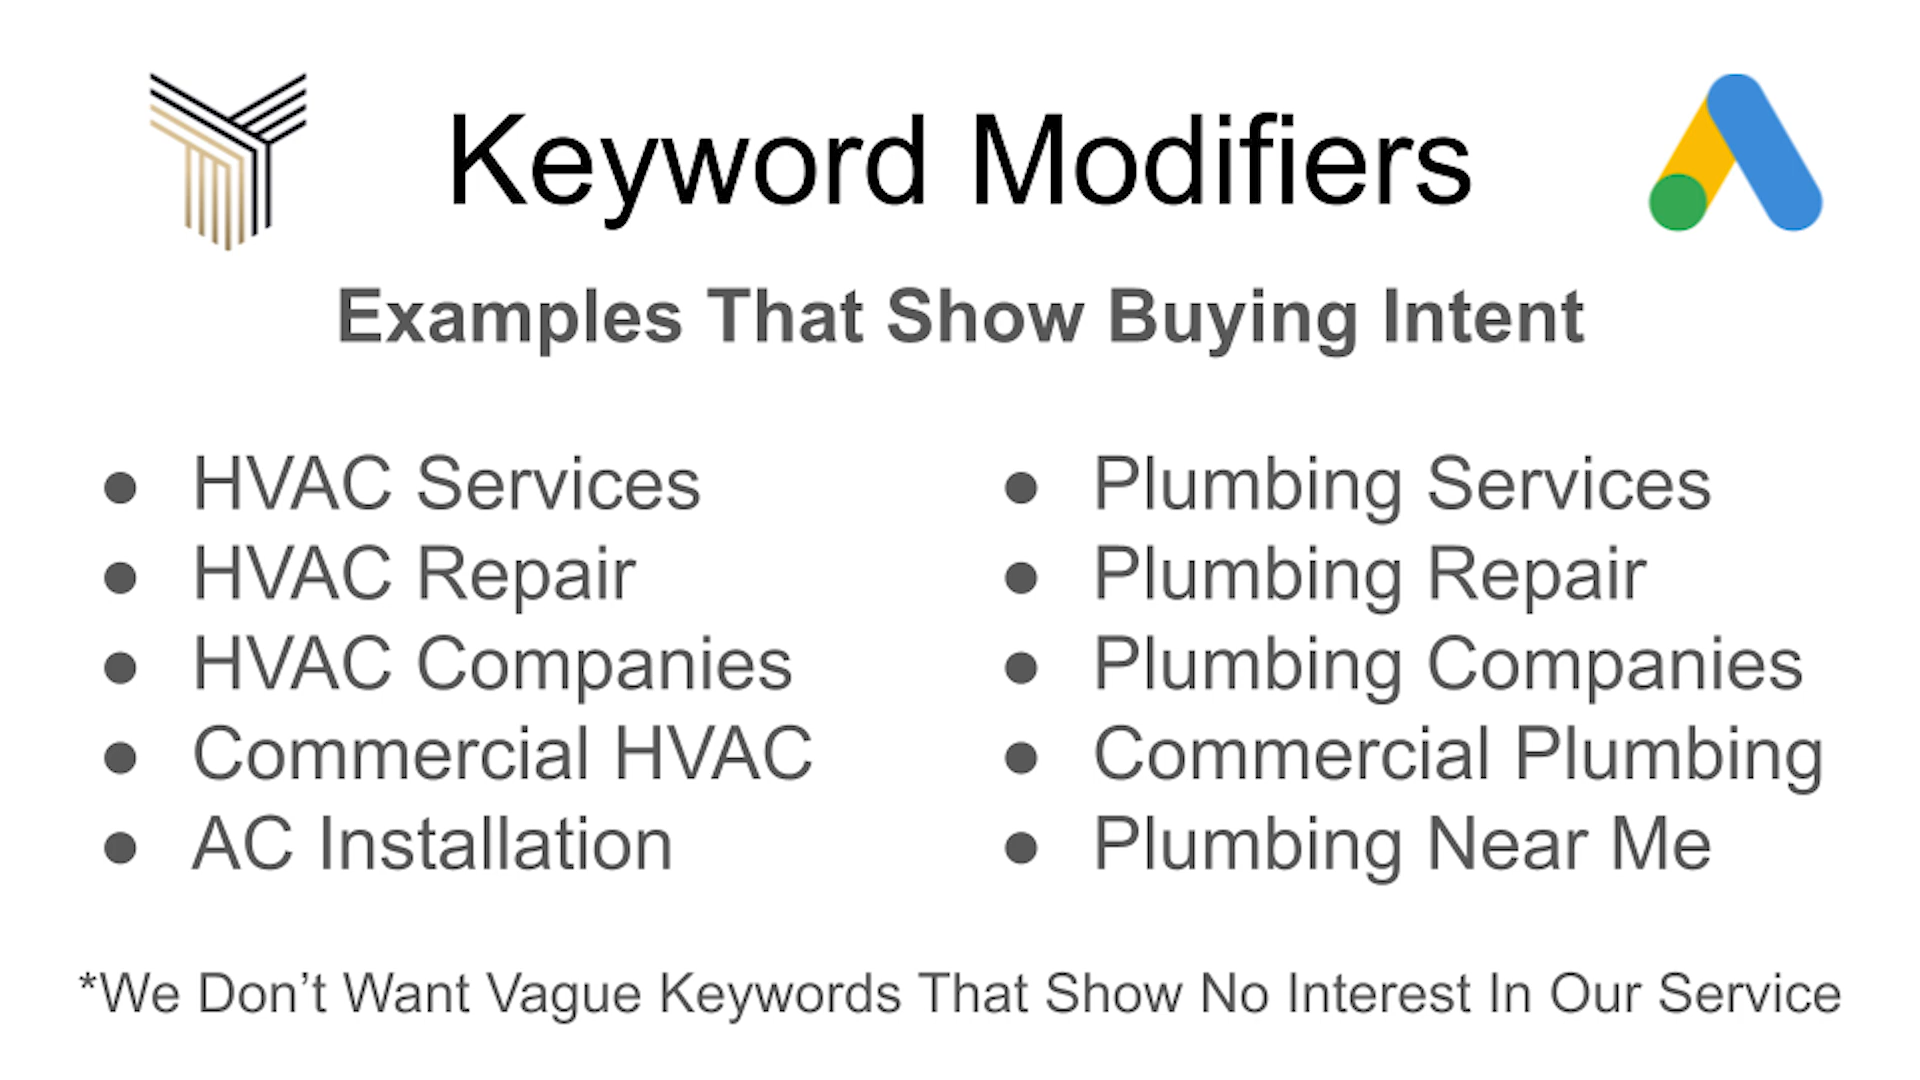 Keyword Modifiers
Examples That Show Buying Intent
● HVAC Services
● HVAC Repair
● HVAC Companies
● Commercial HVAC
● AC Installation
● Plumbing Services
● Plumbing Repair
● Plumbing Companies
● Commercial Plumbing
● Plumbing Near Me
*We Don’t Want Vague Keywords That Show No Interest In Our Service